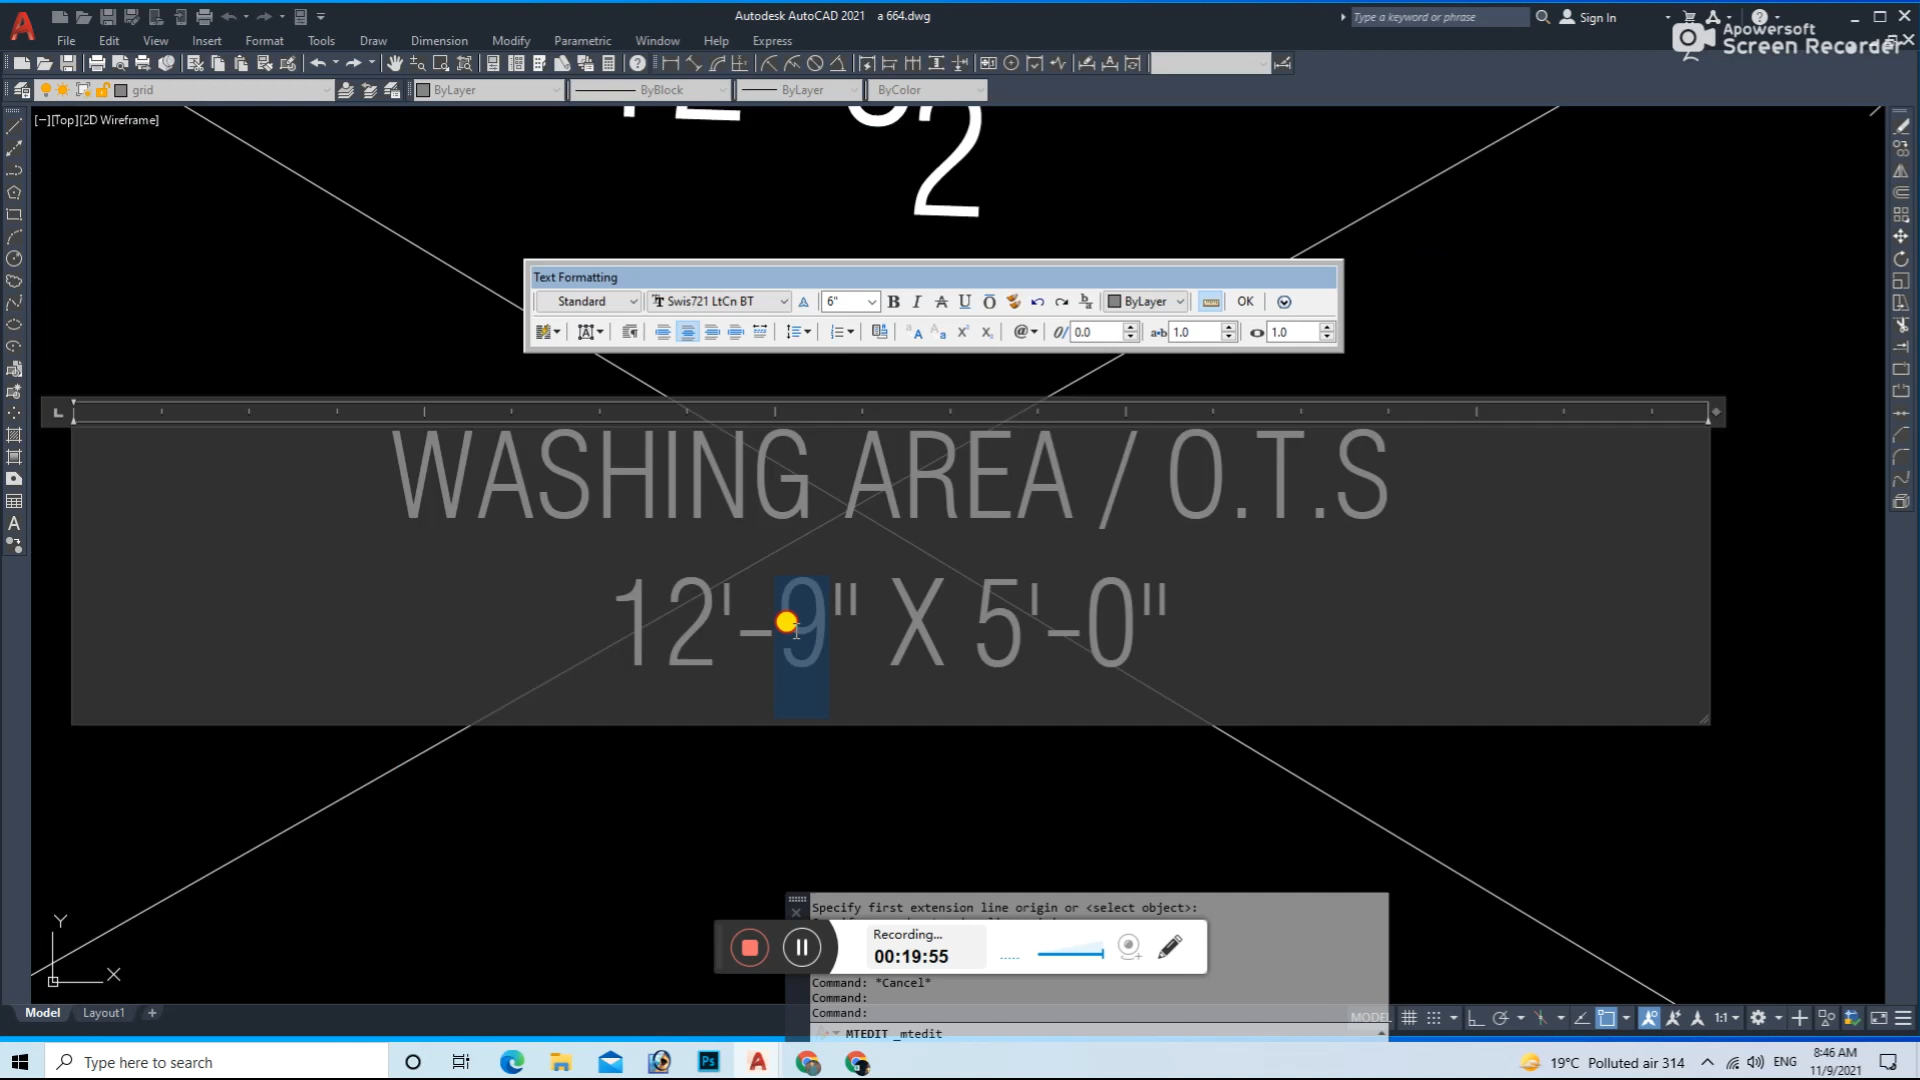 Autodesk AutoCAD 2021 a 664.dwg
Type a keyword or phrase
Sign In
Apowersoft
Screen Recorder
File Edit View Insert Format Tools Draw Dimension Modify Parametric Window Help Express
grid
ByLayer
ByBlock
ByLayer
ByColor
[−][Top][2D Wireframe]
2
Text Formatting
Standard
Swis721 LtCn BT
6"
ByLayer
OK
0.0
1.0
1.0
WASHING AREA / O.T.S
12'-9" X 5'-0"
Specify first extension line origin or <select object>:
Recording...
00:19:55
Command: *Cancel*
Command:
Command:
MTEDIT _mtedit
Y
X
Model
Layout1
MODEL
1:1
Type here to search
19°C Polluted air 314
ENG
8:46 AM
11/9/2021